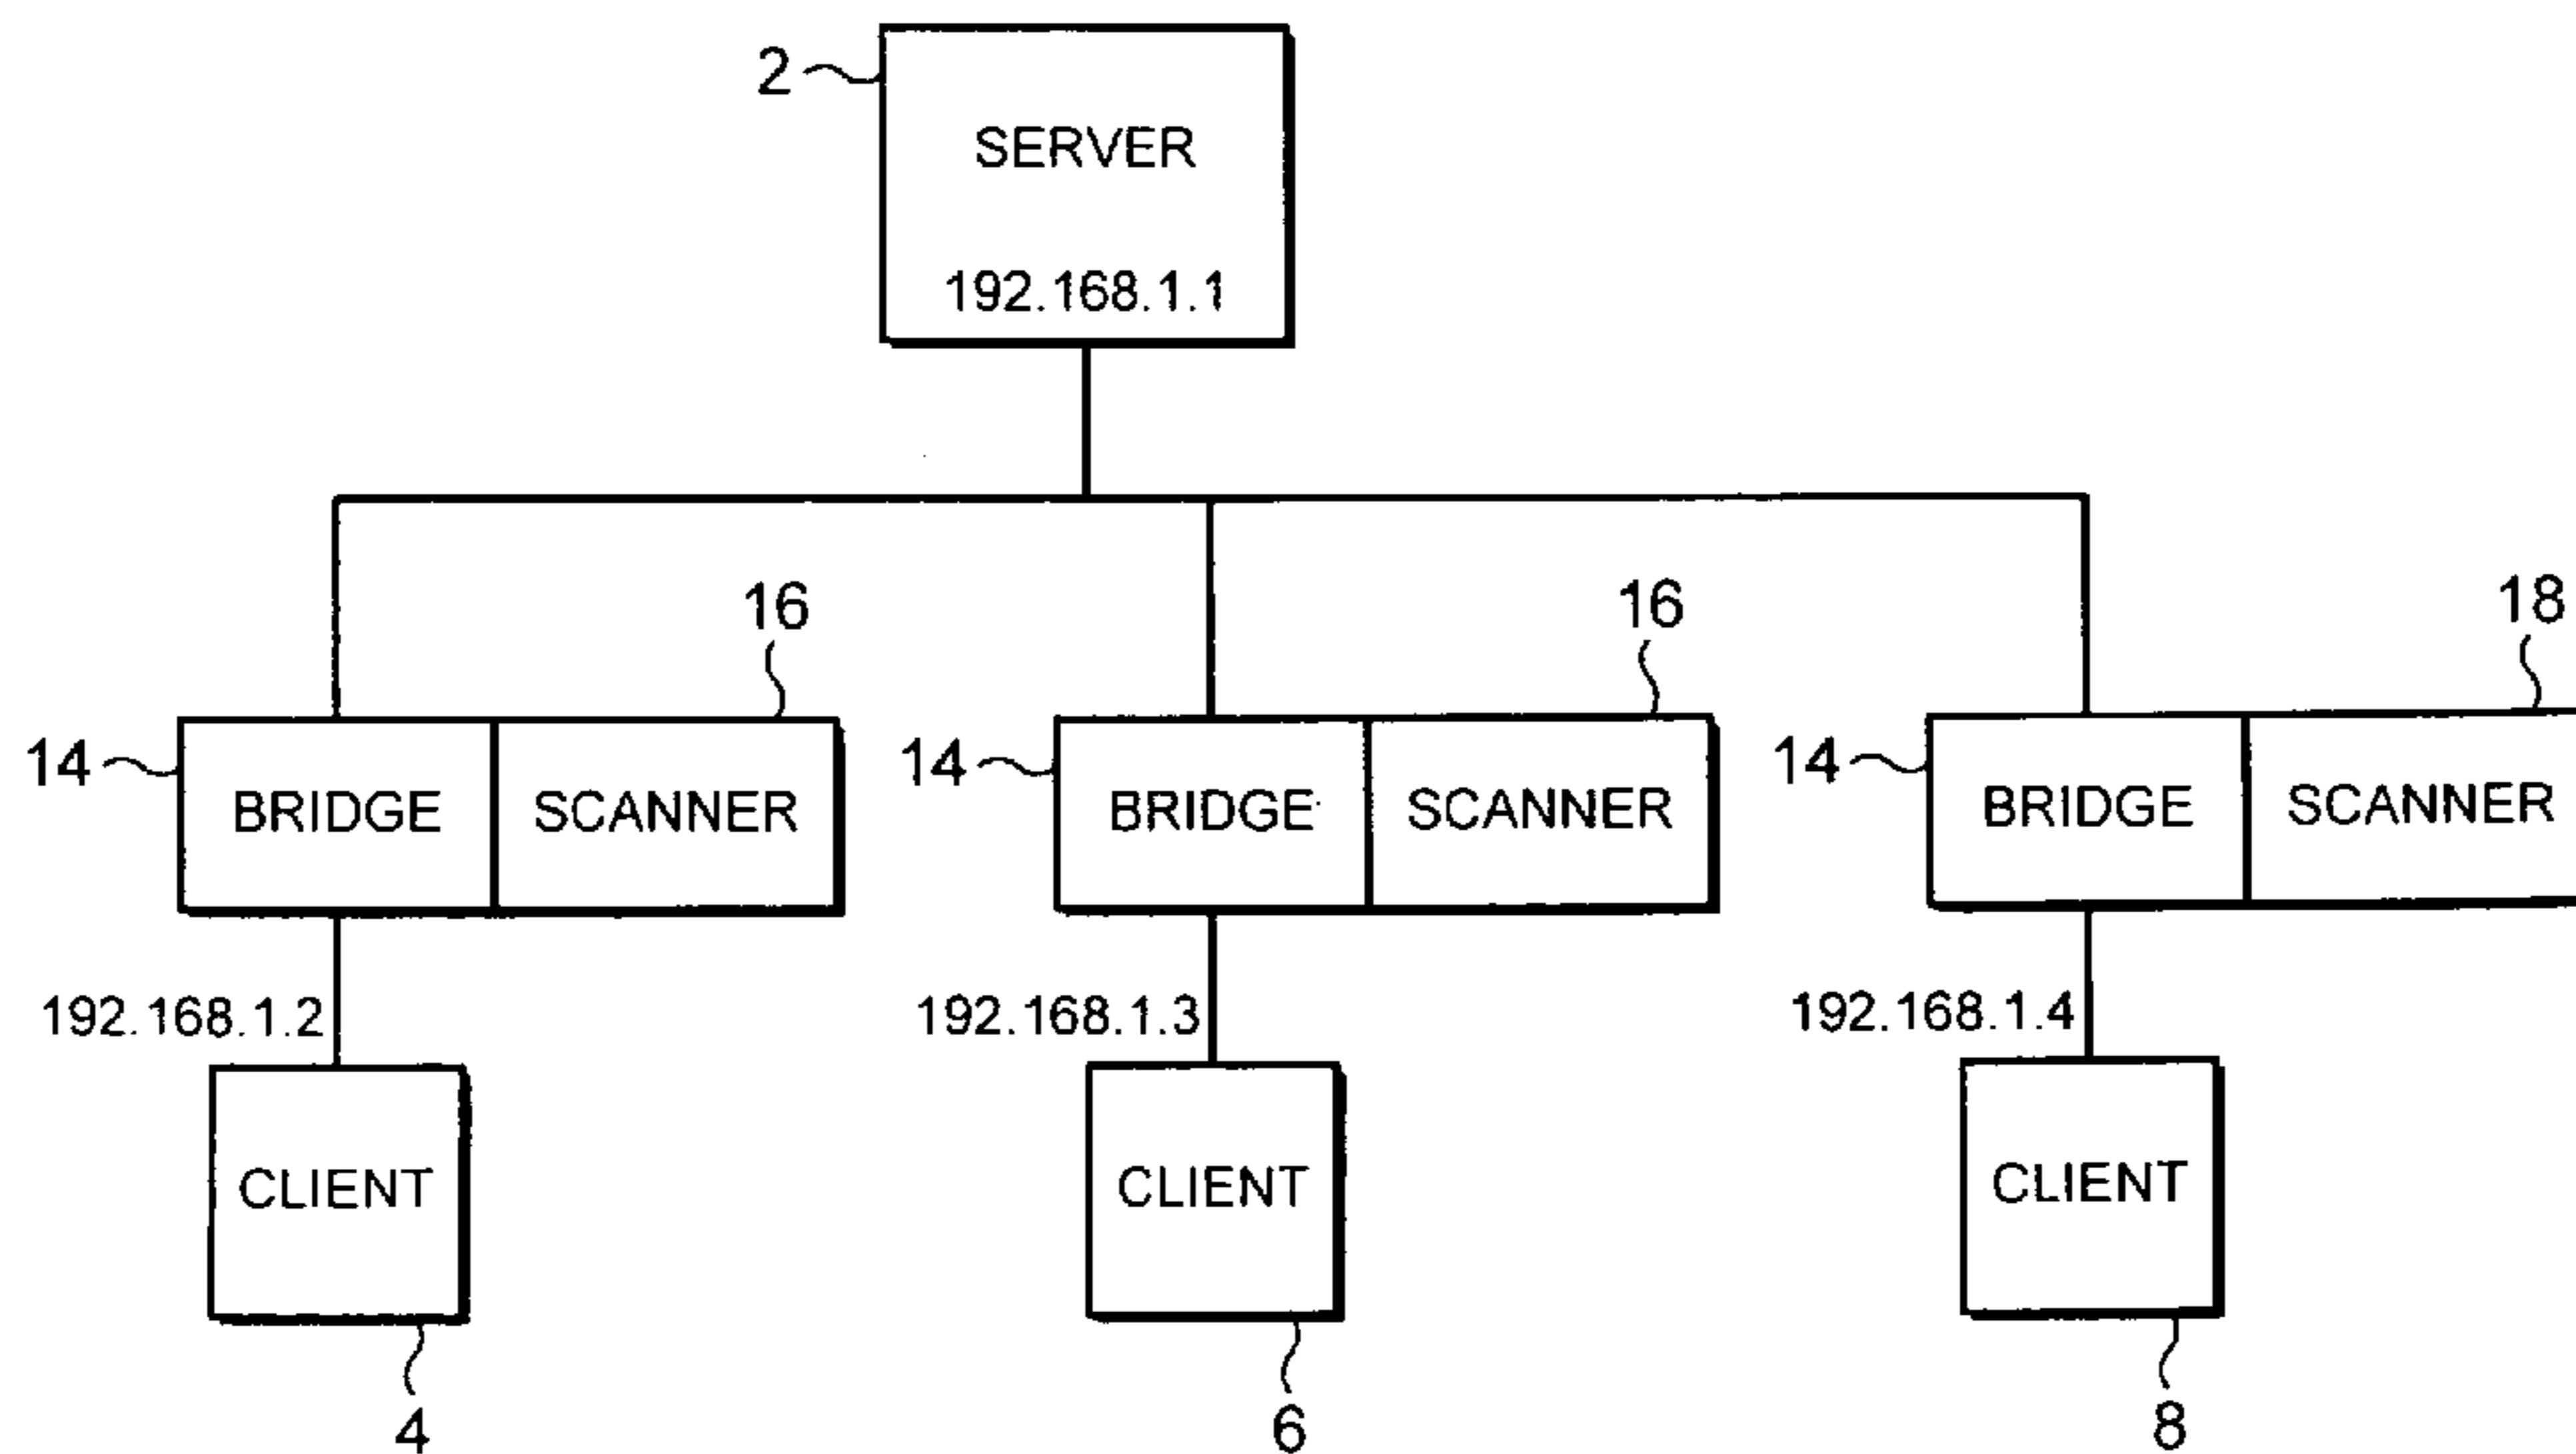 2
SERVER
192.168.1.1
16 16 18
14 BRIDGE SCANNER 14 BRIDGE SCANNER 14 BRIDGE SCANNER
192.168.1.2 192.168.1.3 192.168.1.4
CLIENT CLIENT CLIENT
4 6 8